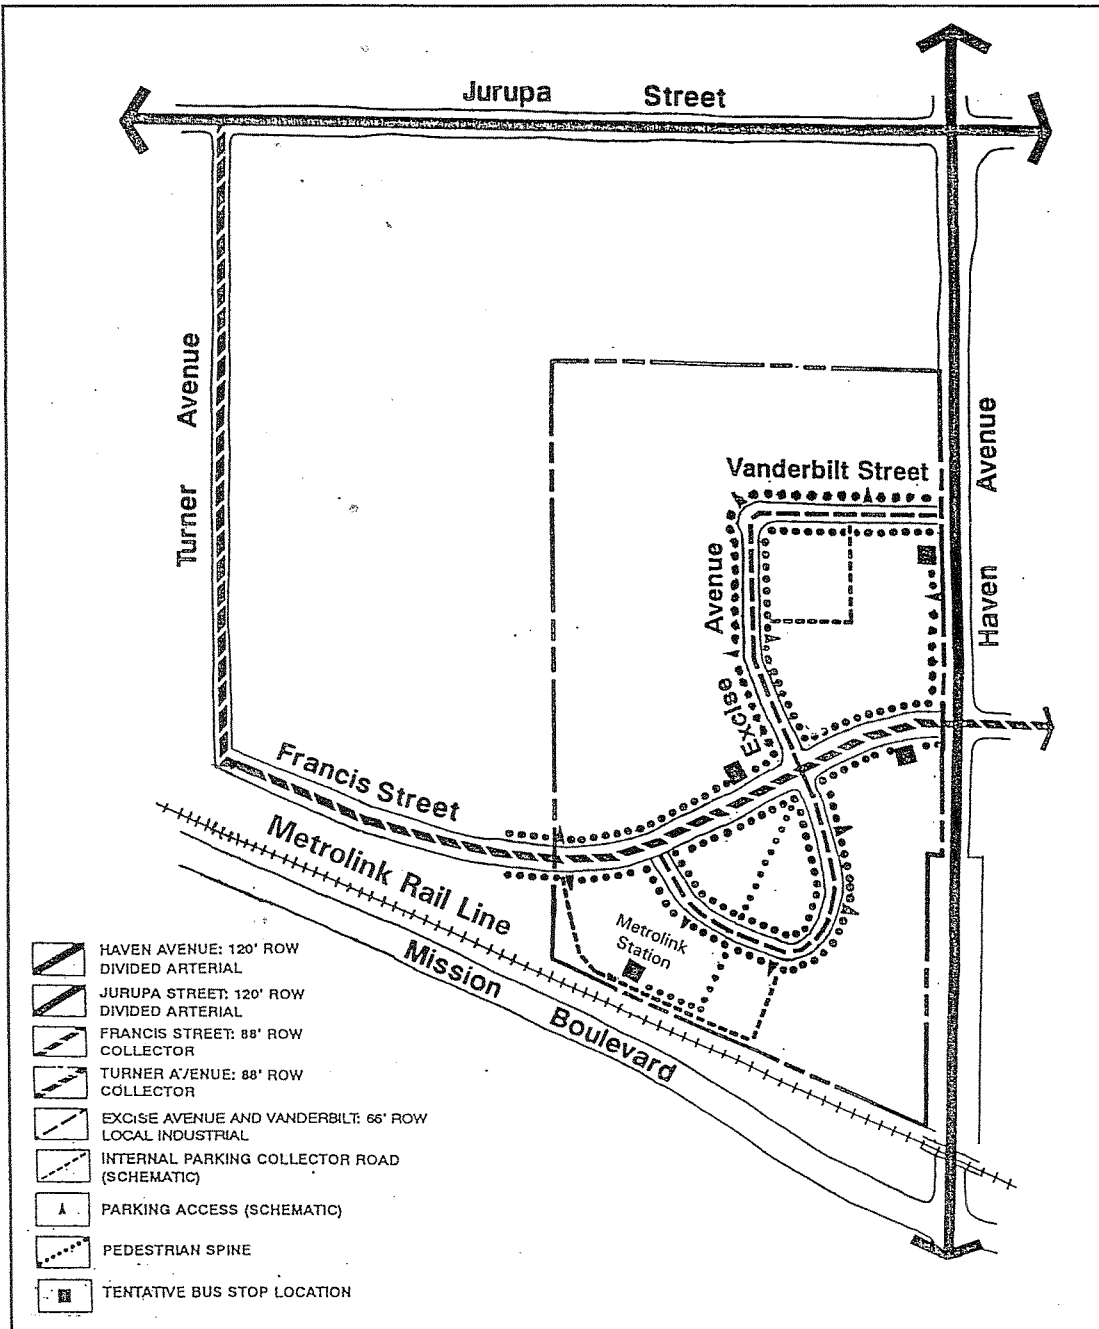 Jurupa Street
Turner Avenue
Haven Avenue
Vanderbilt Street
Excise Avenue
Francis Street
Metrolink Rail Line
Metrolink
Station
Mission Boulevard
HAVEN AVENUE: 120' ROW
DIVIDED ARTERIAL
JURUPA STREET: 120' ROW
DIVIDED ARTERIAL
FRANCIS STREET: 88' ROW
COLLECTOR
TURNER AVENUE: 88' ROW
COLLECTOR
EXCISE AVENUE AND VANDERBILT: 66' ROW
LOCAL INDUSTRIAL
INTERNAL PARKING COLLECTOR ROAD
(SCHEMATIC)
PARKING ACCESS (SCHEMATIC)
PEDESTRIAN SPINE
TENTATIVE BUS STOP LOCATION